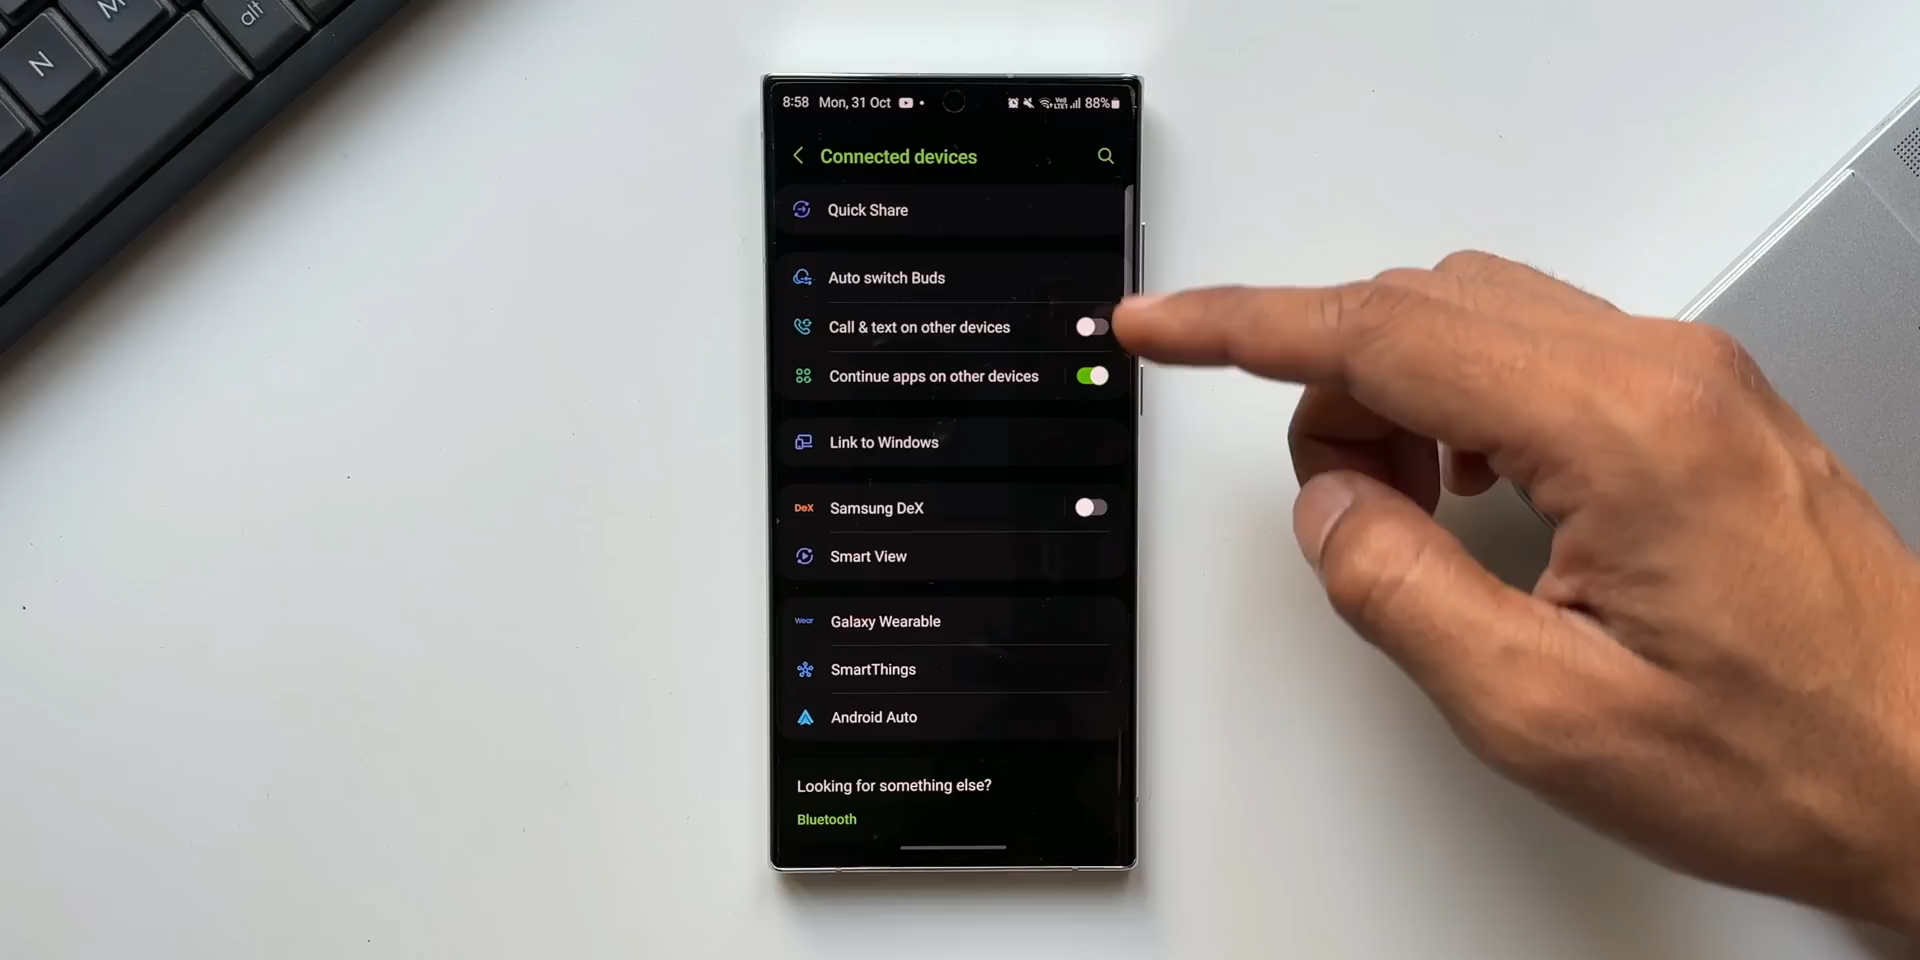 N
M
alt
8:58 Mon, 31 Oct 88%
Connected devices
Quick Share
Auto switch Buds
Call & text on other devices
Continue apps on other devices
Link to Windows
DeX Samsung DeX
Smart View
Wear Galaxy Wearable
SmartThings
Android Auto
Looking for something else?
Bluetooth